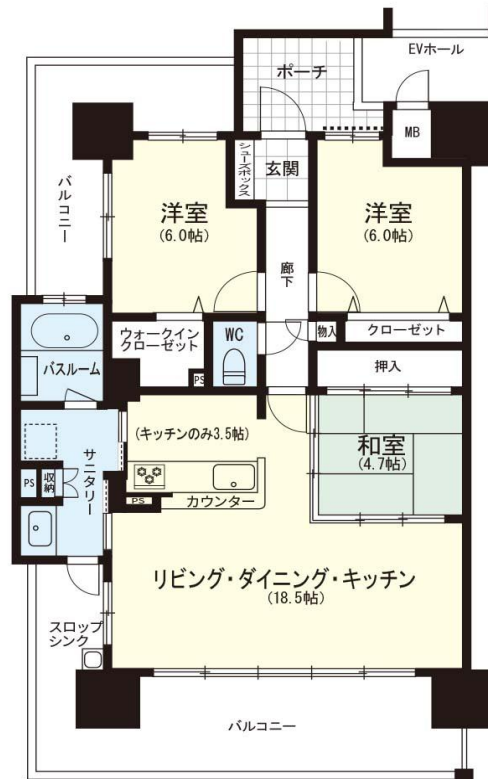 EVホール
ポーチ
MB
シューズボックス
玄関
洋室
(6.0帖)
洋室
(6.0帖)
バルコニー
廊下
ウォークイン
クローゼット
WC
物入
クローゼット
バスルーム
PS
押入
(キッチンのみ3.5帖)
和室
(4.7帖)
サニタリー
PS
収納
PS
カウンター
リビング・ダイニング・キッチン
(18.5帖)
スロップ
シンク
バルコニー